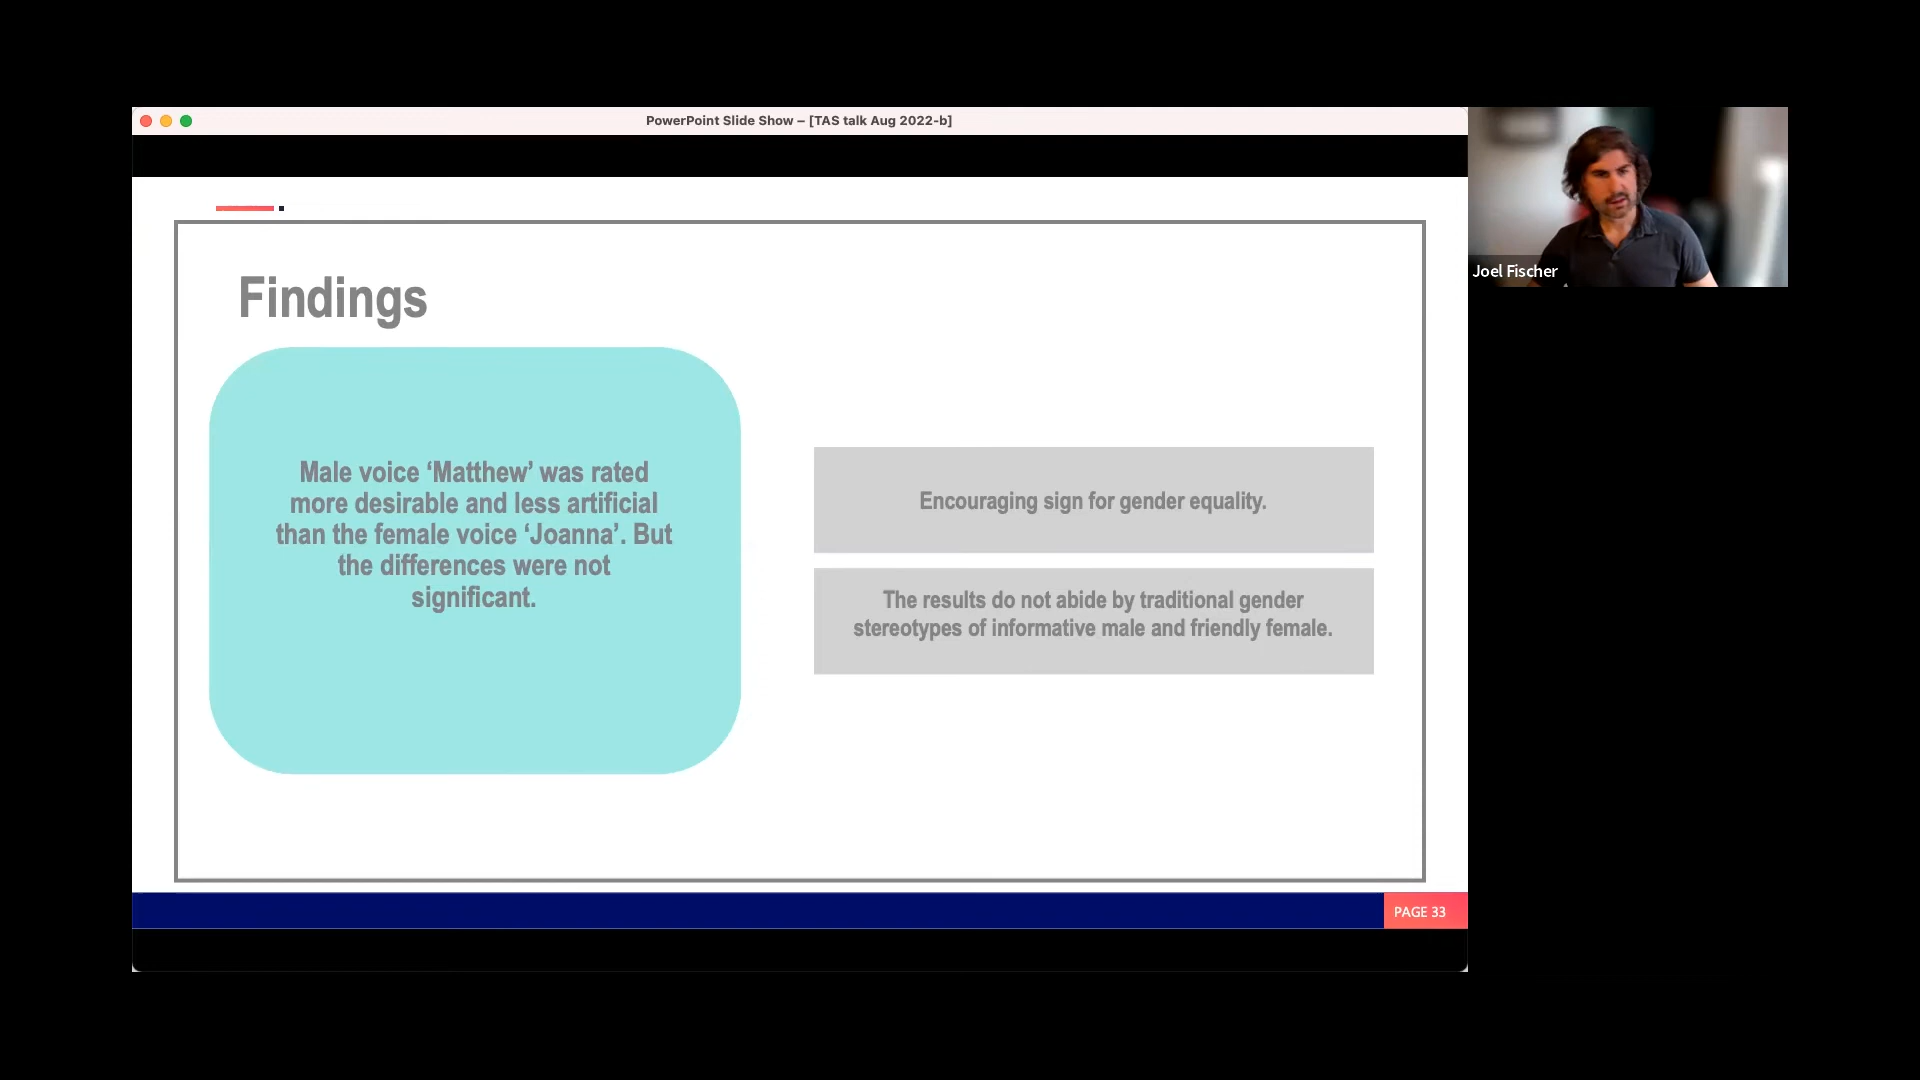 PowerPoint Slide Show – [TAS talk Aug 2022-b]
Joel Fischer
Findings
Male voice ‘Matthew’ was rated
more desirable and less artificial
than the female voice ‘Joanna’. But
the differences were not
significant.
Encouraging sign for gender equality.
The results do not abide by traditional gender
stereotypes of informative male and friendly female.
PAGE 33